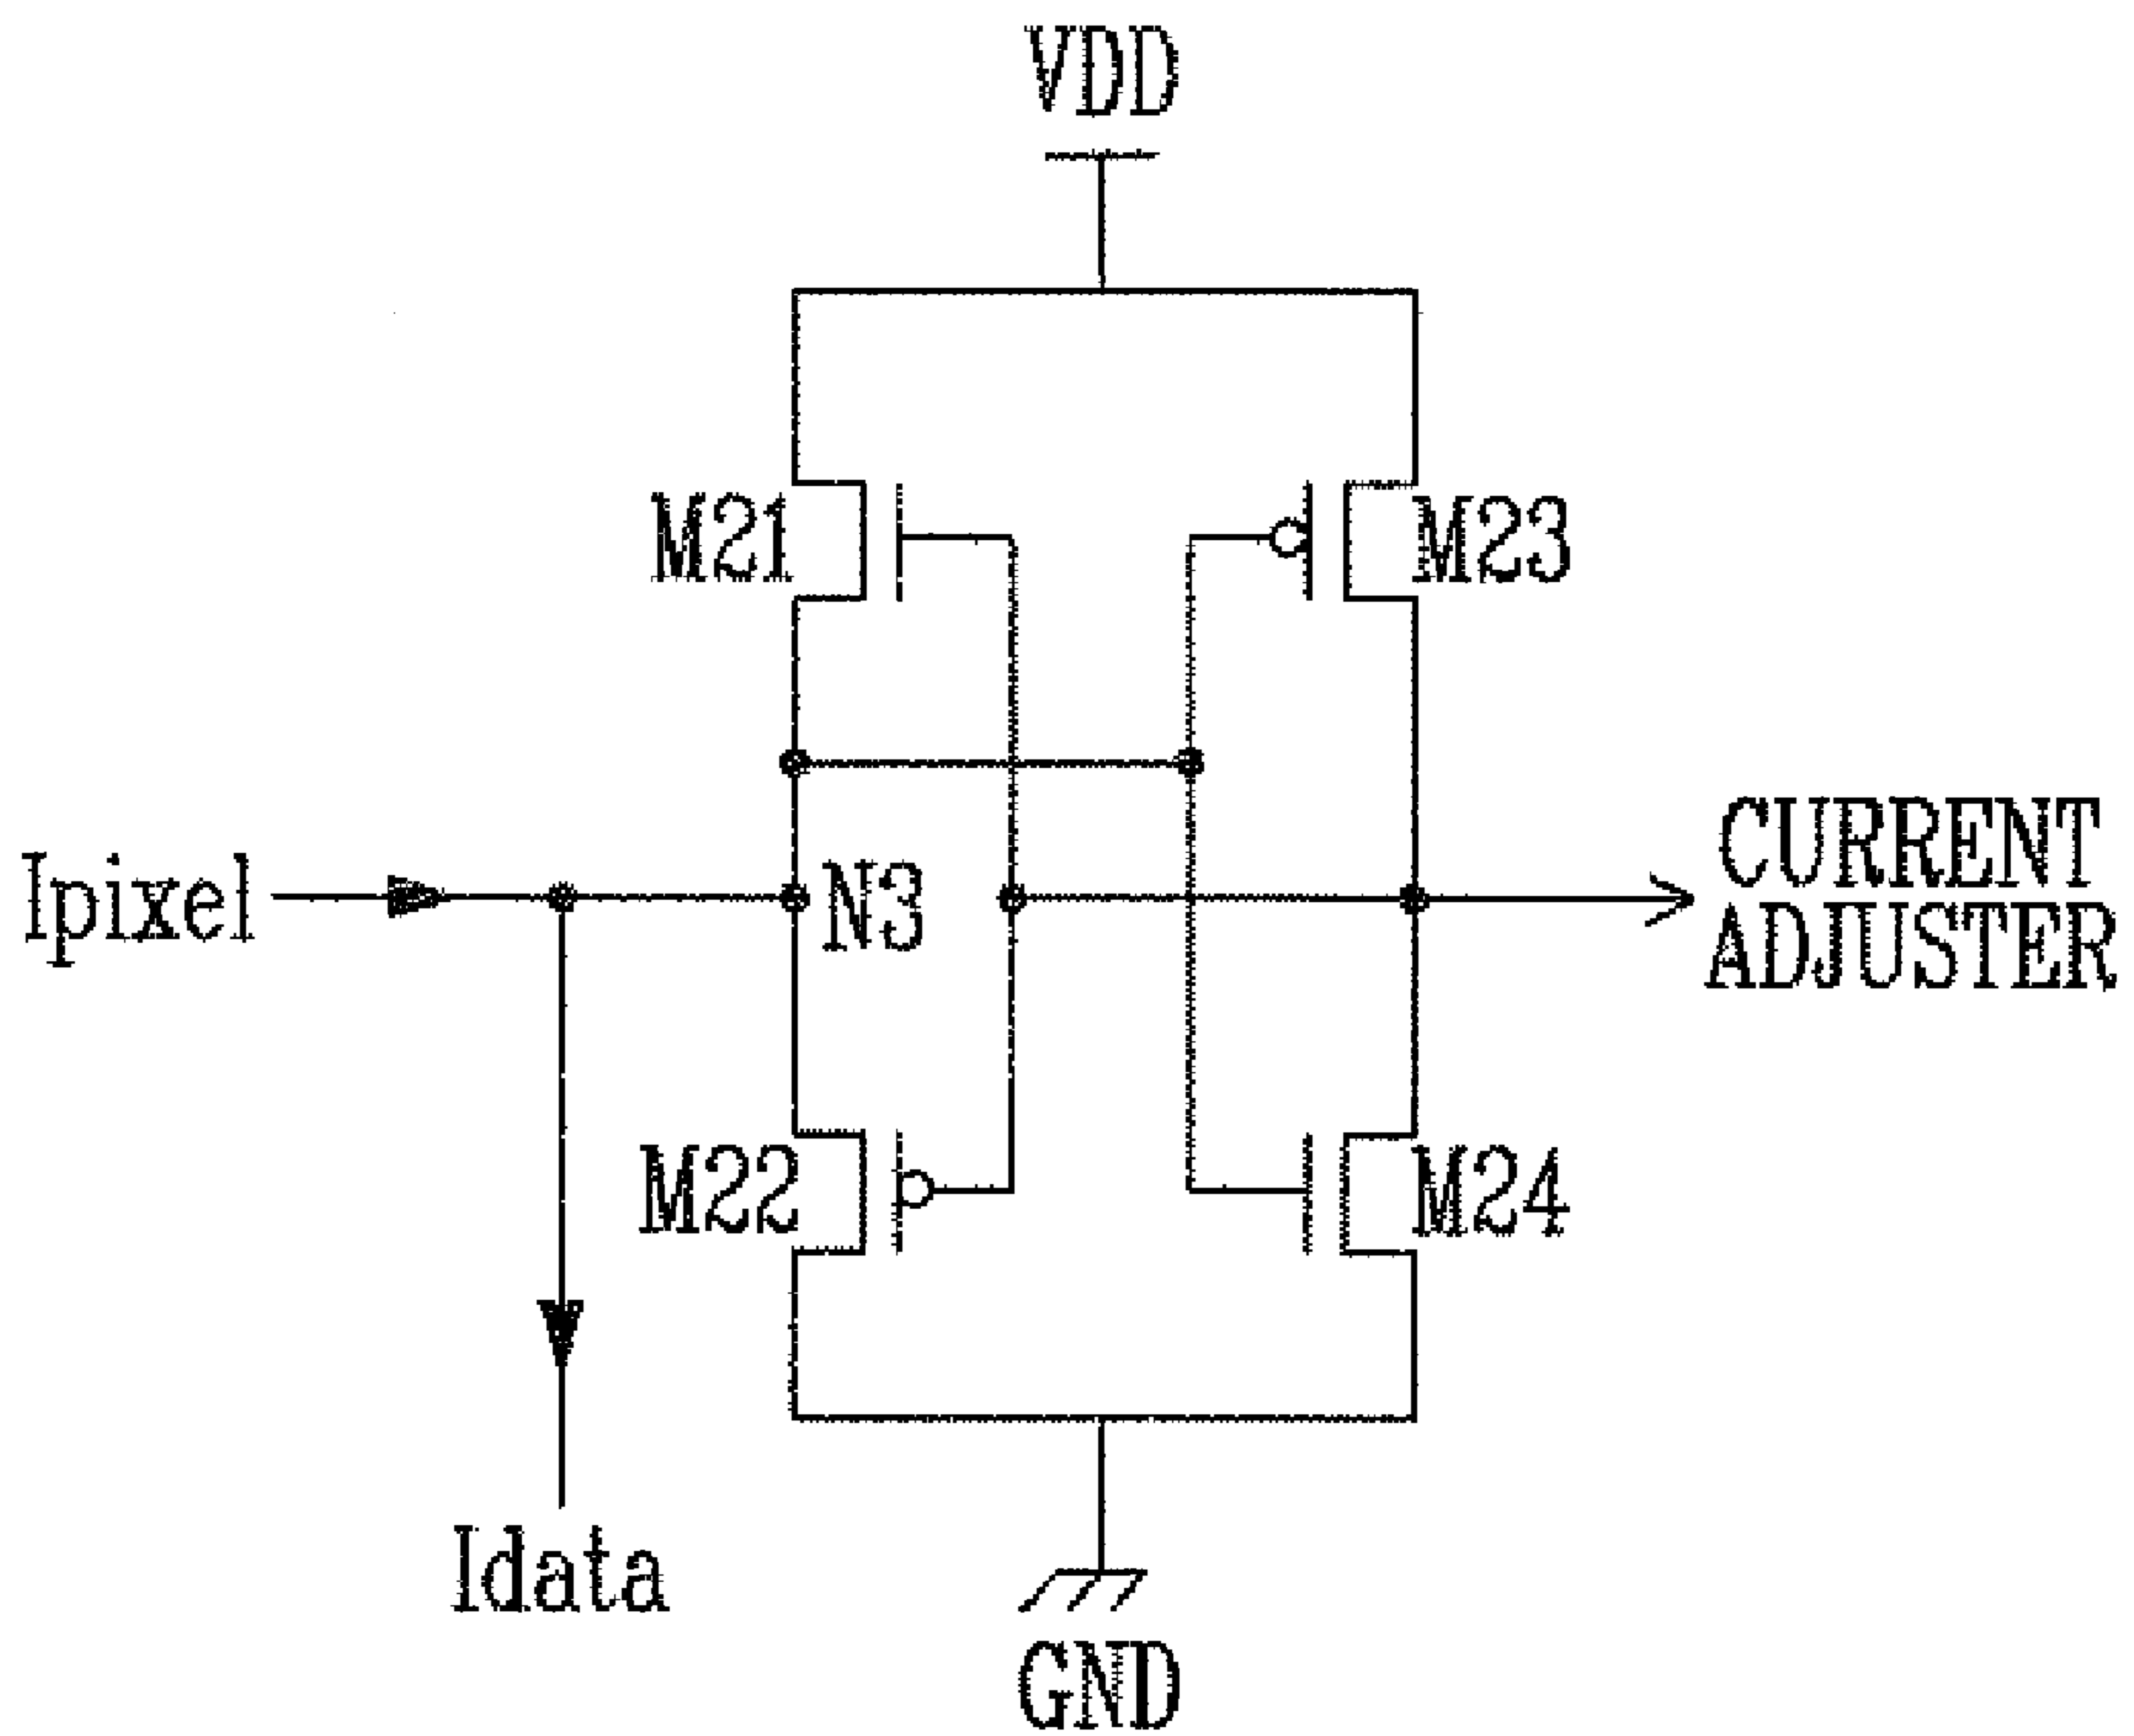 VDD
M21
M23
Ipixel
N3
CURRENT
ADJUSTER
M22
M24
Idata
GND